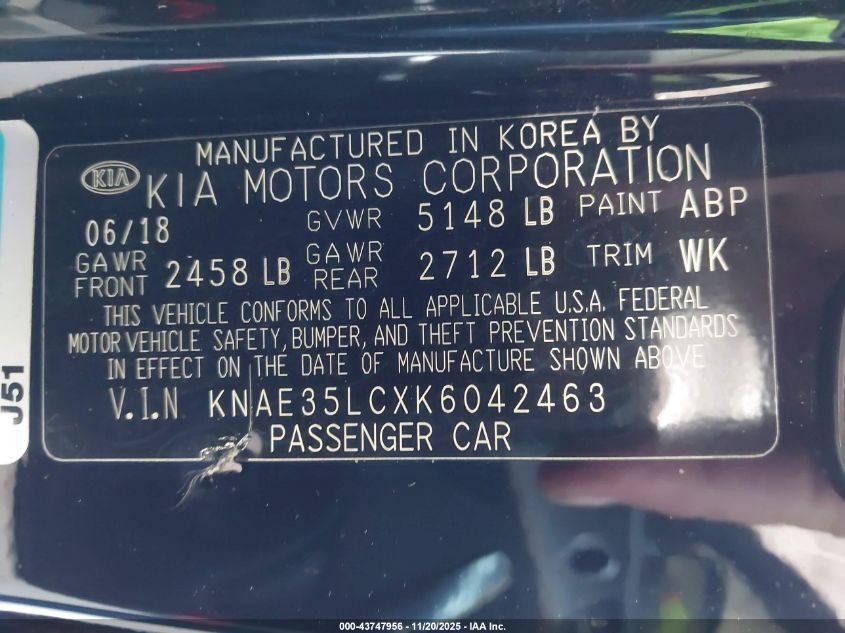 MANUFACTURED IN KOREA BY
KIA KIA MOTORS CORPORATION
06/18 GVWR 5148 LB PAINT ABP
GAWR FRONT 2458 LB GAWR REAR 2712 LB TRIM WK
THIS VEHICLE CONFORMS TO ALL APPLICABLE U.S.A. FEDERAL
MOTOR VEHICLE SAFETY, BUMPER, AND THEFT PREVENTION STANDARDS
IN EFFECT ON THE DATE OF MANUFACTURE SHOWN ABOVE
V.I.N KNAE35LCXK6042463
PASSENGER CAR
J51
000-43747956 - 11/20/2025 - IAA Inc.